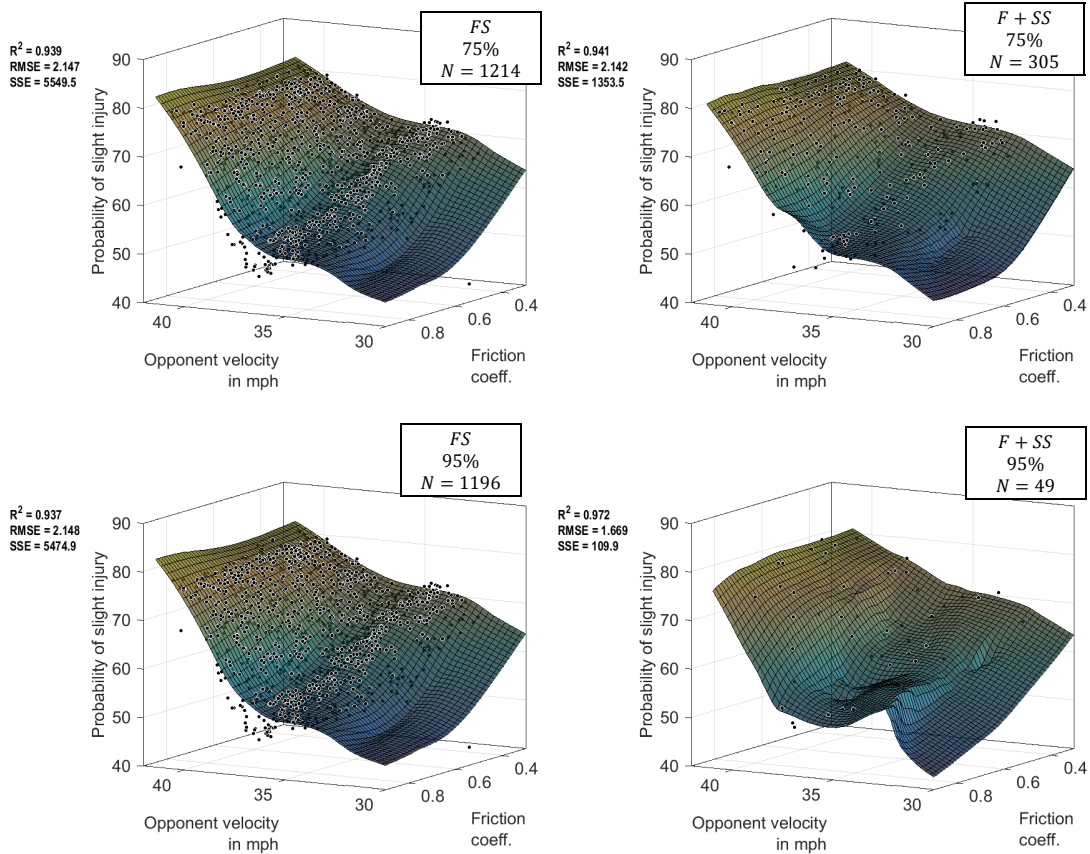 R² = 0.939
RMSE = 2.147
SSE = 5549.5
FS
75%
N = 1214
Probability of slight injury
90
80
70
60
50
40
40
35
30
0.8
0.6
0.4
Opponent velocity
in mph
Friction
coeff.
R² = 0.941
RMSE = 2.142
SSE = 1353.5
F + SS
75%
N = 305
Probability of slight injury
90
80
70
60
50
40
40
35
30
0.8
0.6
0.4
Opponent velocity
in mph
Friction
coeff.
R² = 0.937
RMSE = 2.148
SSE = 5474.9
FS
95%
N = 1196
Probability of slight injury
90
80
70
60
50
40
40
35
30
0.8
0.6
0.4
Opponent velocity
in mph
Friction
coeff.
R² = 0.972
RMSE = 1.669
SSE = 109.9
F + SS
95%
N = 49
Probability of slight injury
90
80
70
60
50
40
40
35
30
0.8
0.6
0.4
Opponent velocity
in mph
Friction
coeff.